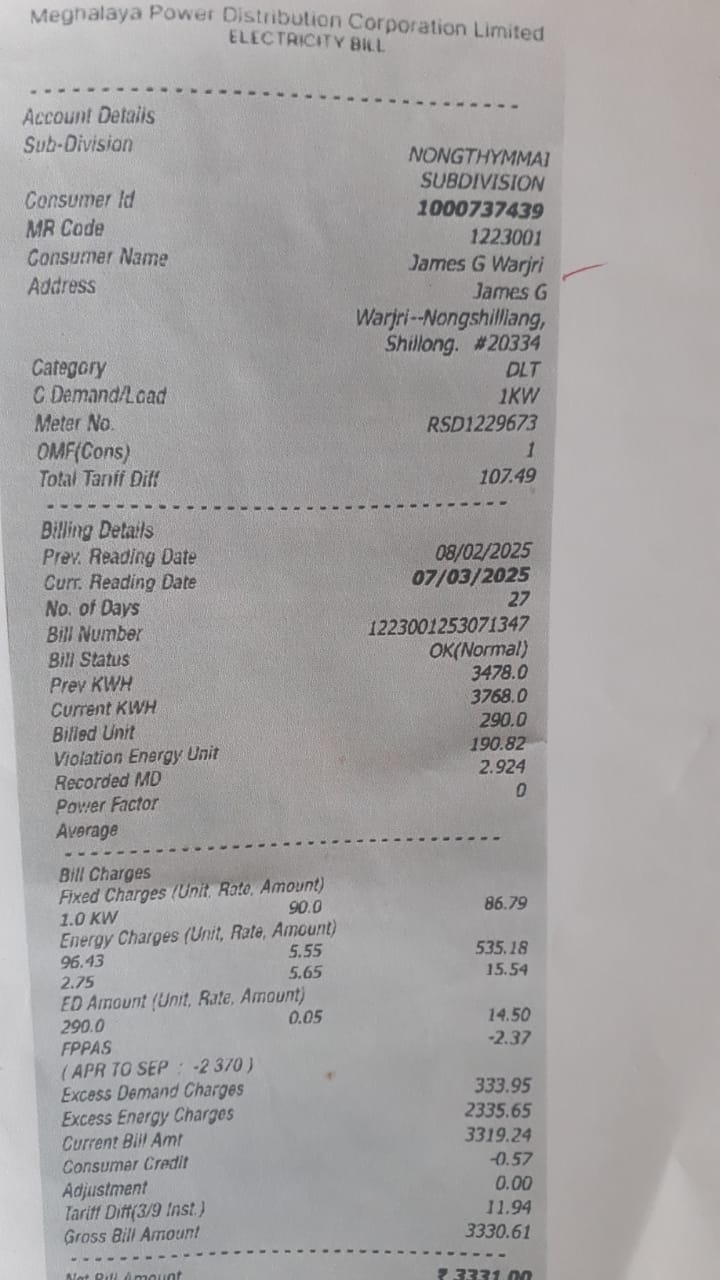 Meghalaya Power Distribution Corporation Limited
ELECTRICITY BILL
Account Details
Sub-Division NONGTHYMMAI
SUBDIVISION
Consumer Id 1000737439
MR Code 1223001
Consumer Name James G Warjri
Address James G
Warjri--Nongshilliang,
Shillong. #20334
Category DLT
C Demand/Load 1KW
Meter No. RSD1229673
OMF(Cons) 1
Total Tariff Diff 107.49
Billing Details
Prev. Reading Date 08/02/2025
Curr. Reading Date 07/03/2025
No. of Days 27
Bill Number 1223001253071347
Bill Status OK(Normal)
Prev KWH 3478.0
Current KWH 3768.0
Billed Unit 290.0
Violation Energy Unit 190.82
Recorded MD 2.924
Power Factor 0
Average
Bill Charges
Fixed Charges (Unit, Rate, Amount)
1.0 KW 90.0 86.79
Energy Charges (Unit, Rate, Amount)
96.43 5.55 535.18
2.75 5.65 15.54
ED Amount (Unit, Rate, Amount)
290.0 0.05 14.50
FPPAS -2.37
( APR TO SEP : -2.370 )
Excess Demand Charges 333.95
Excess Energy Charges 2335.65
Current Bill Amt 3319.24
Consumer Credit -0.57
Adjustment 0.00
Tariff Diff(3/9 Inst.) 11.94
Gross Bill Amount 3330.61
Net Bill Amount ₹ 3331.00